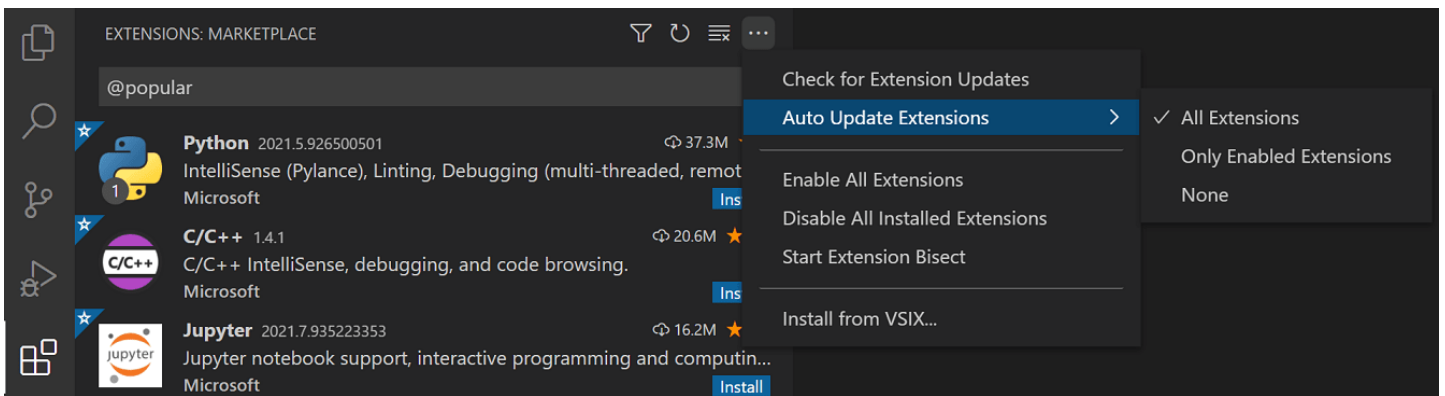 EXTENSIONS: MARKETPLACE
@popular
Python 2021.5.926500501 37.3M
IntelliSense (Pylance), Linting, Debugging (multi-threaded, remot
1
Microsoft
Ins
C/C++ 1.4.1 20.6M
C/C++
C/C++ IntelliSense, debugging, and code browsing.
Microsoft
Ins
Jupyter 2021.7.935223353 16.2M
jupyter
Jupyter notebook support, interactive programming and computin...
Microsoft
Install
Check for Extension Updates
Auto Update Extensions
Enable All Extensions
Disable All Installed Extensions
Start Extension Bisect
Install from VSIX...
All Extensions
Only Enabled Extensions
None